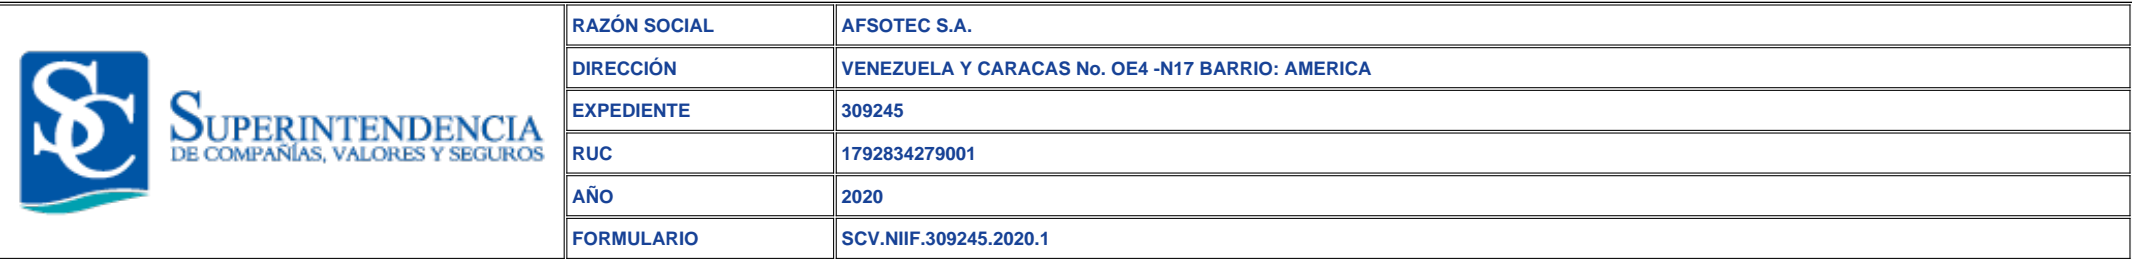 SC
SUPERINTENDENCIA
DE COMPAÑÍAS, VALORES Y SEGUROS
RAZÓN SOCIAL AFSOTEC S.A.
DIRECCIÓN VENEZUELA Y CARACAS No. OE4 -N17 BARRIO: AMERICA
EXPEDIENTE 309245
RUC 1792834279001
AÑO 2020
FORMULARIO SCV.NIIF.309245.2020.1